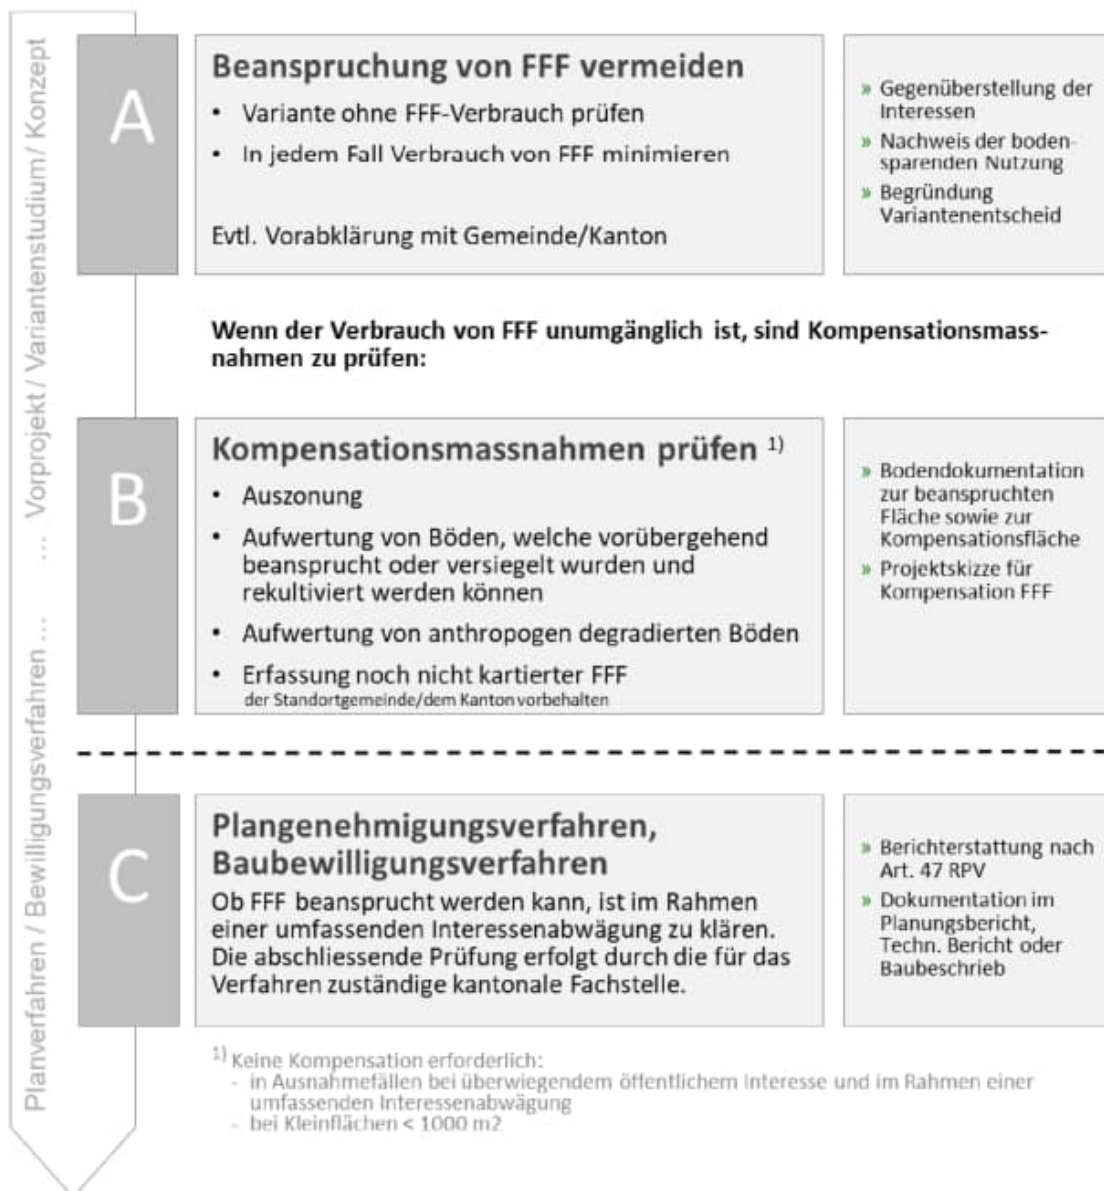 Planverfahren / Bewilligungsverfahren ... ... Vorprojekt / Variantenstudium / Konzept
A
Beanspruchung von FFF vermeiden
• Variante ohne FFF-Verbrauch prüfen
• In jedem Fall Verbrauch von FFF minimieren
Evtl. Vorabklärung mit Gemeinde/Kanton
» Gegenüberstellung der
Interessen
» Nachweis der boden-
sparenden Nutzung
» Begründung
Variantenentscheid
Wenn der Verbrauch von FFF unumgänglich ist, sind Kompensationsmass-
nahmen zu prüfen:
B
Kompensationsmassnahmen prüfen 1)
• Auszonung
• Aufwertung von Böden, welche vorübergehend
beansprucht oder versiegelt wurden und
rekultiviert werden können
• Aufwertung von anthropogen degradierten Böden
• Erfassung noch nicht kartierter FFF
der Standortgemeinde/dem Kanton vorbehalten
» Bodendokumentation
zur beanspruchten
Fläche sowie zur
Kompensationsfläche
» Projektskizze für
Kompensation FFF
C
Plangenehmigungsverfahren,
Baubewilligungsverfahren
Ob FFF beansprucht werden kann, ist im Rahmen
einer umfassenden Interessenabwägung zu klären.
Die abschliessende Prüfung erfolgt durch die für das
Verfahren zuständige kantonale Fachstelle.
» Berichterstattung nach
Art. 47 RPV
» Dokumentation im
Planungsbericht,
Techn. Bericht oder
Baubeschrieb
1) Keine Kompensation erforderlich:
- in Ausnahmefällen bei überwiegendem öffentlichem Interesse und im Rahmen einer
umfassenden Interessenabwägung
- bei Kleinflächen < 1000 m2